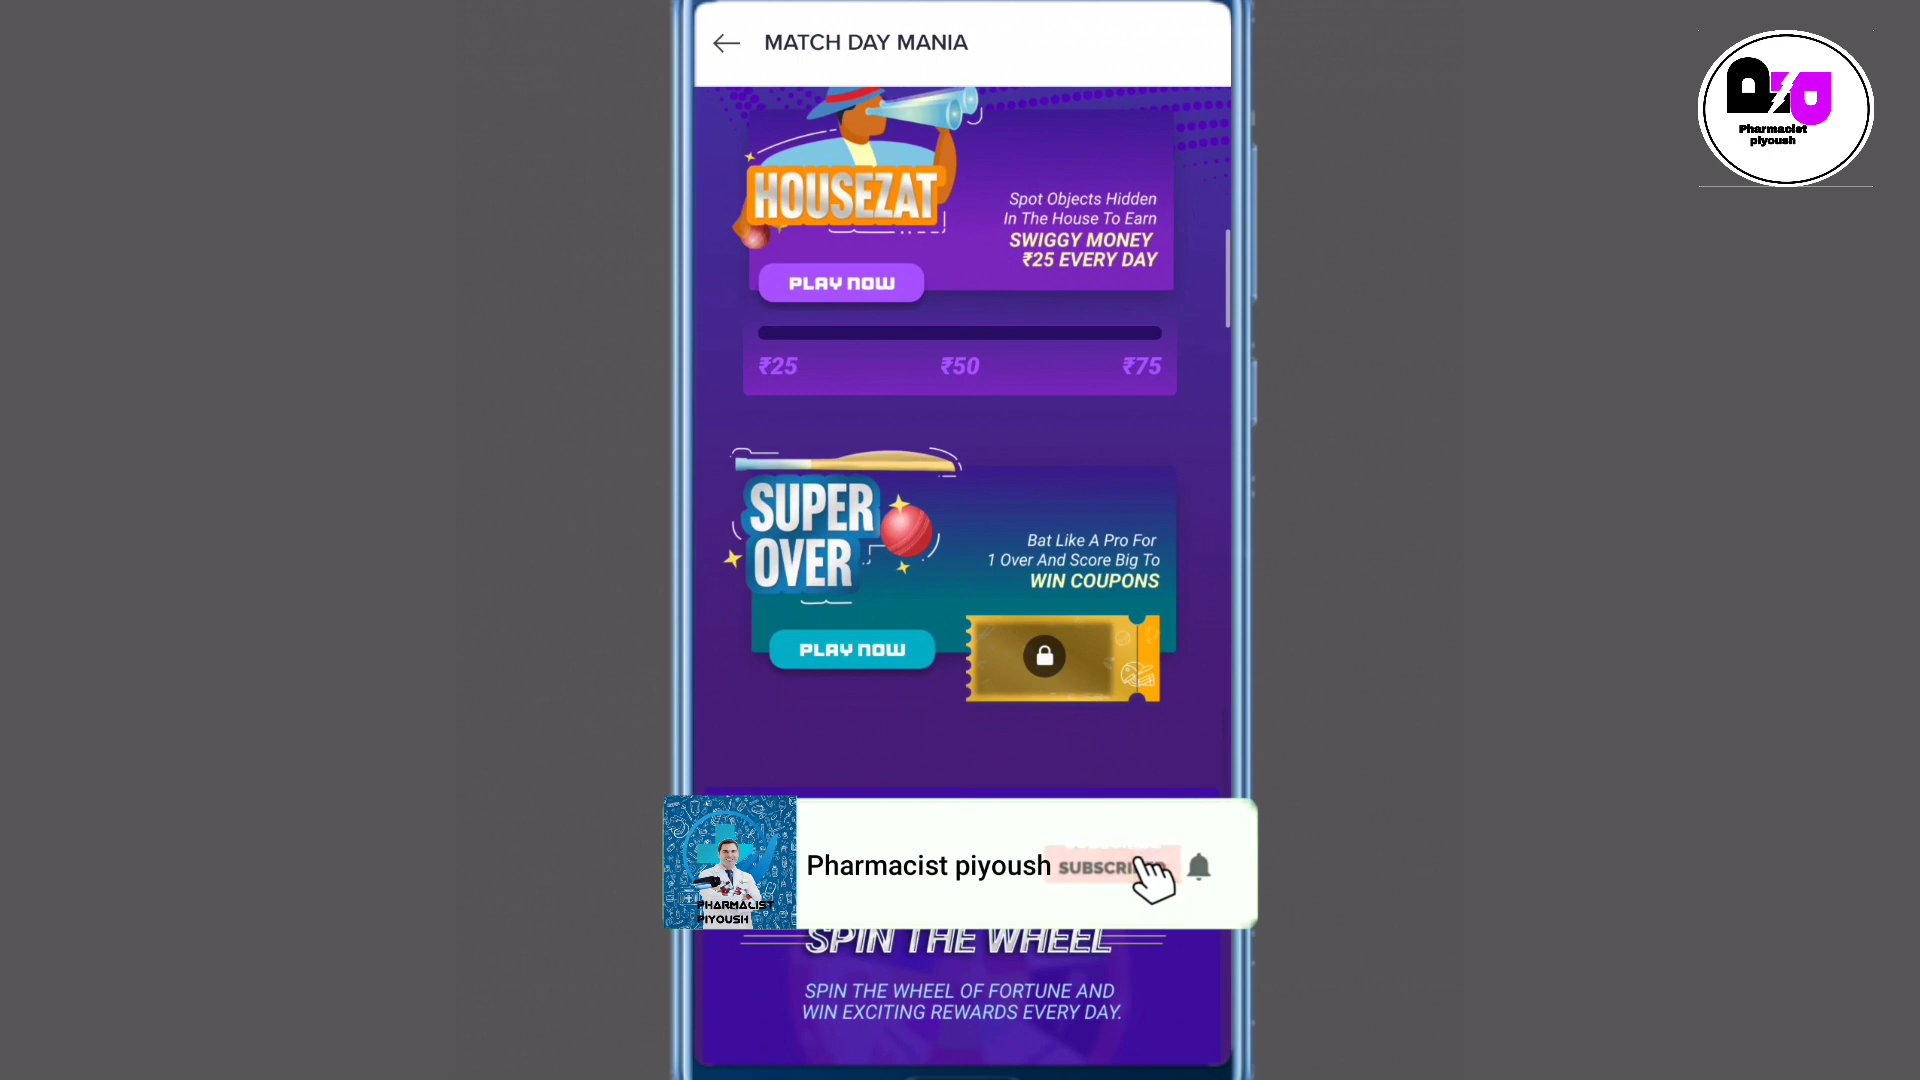 MATCH DAY MANIA
Pharmacist
piyoush
HOUSEZAT
Spot Objects Hidden
In The House To Earn
SWIGGY MONEY
₹25 EVERY DAY
PLAY NOW
₹25 ₹50 ₹75
SUPER
OVER
Bat Like A Pro For
1 Over And Score Big To
WIN COUPONS
PLAY NOW
Pharmacist piyoush
PHARMALIST
PIYOUSH
SPIN THE WHEEL
SPIN THE WHEEL OF FORTUNE AND
WIN EXCITING REWARDS EVERY DAY.